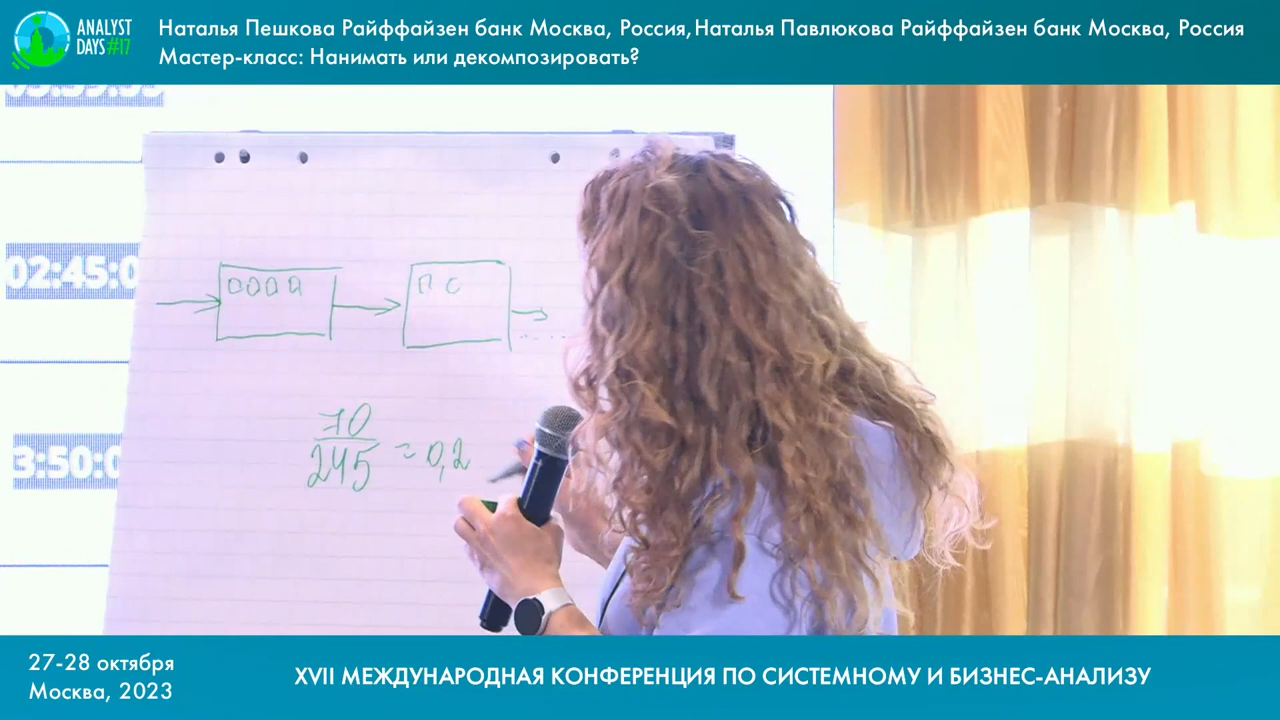 ANALYST
DAYS#17
Наталья Пешкова Райффайзен банк Москва, Россия,Наталья Павлюкова Райффайзен банк Москва, Россия
Мастер-класс: Нанимать или декомпозировать?
02:45:0
3:50:0
ПС
70
245
≈ 0,2
27-28 октября
Москва, 2023
XVII МЕЖДУНАРОДНАЯ КОНФЕРЕНЦИЯ ПО СИСТЕМНОМУ И БИЗНЕС-АНАЛИЗУ